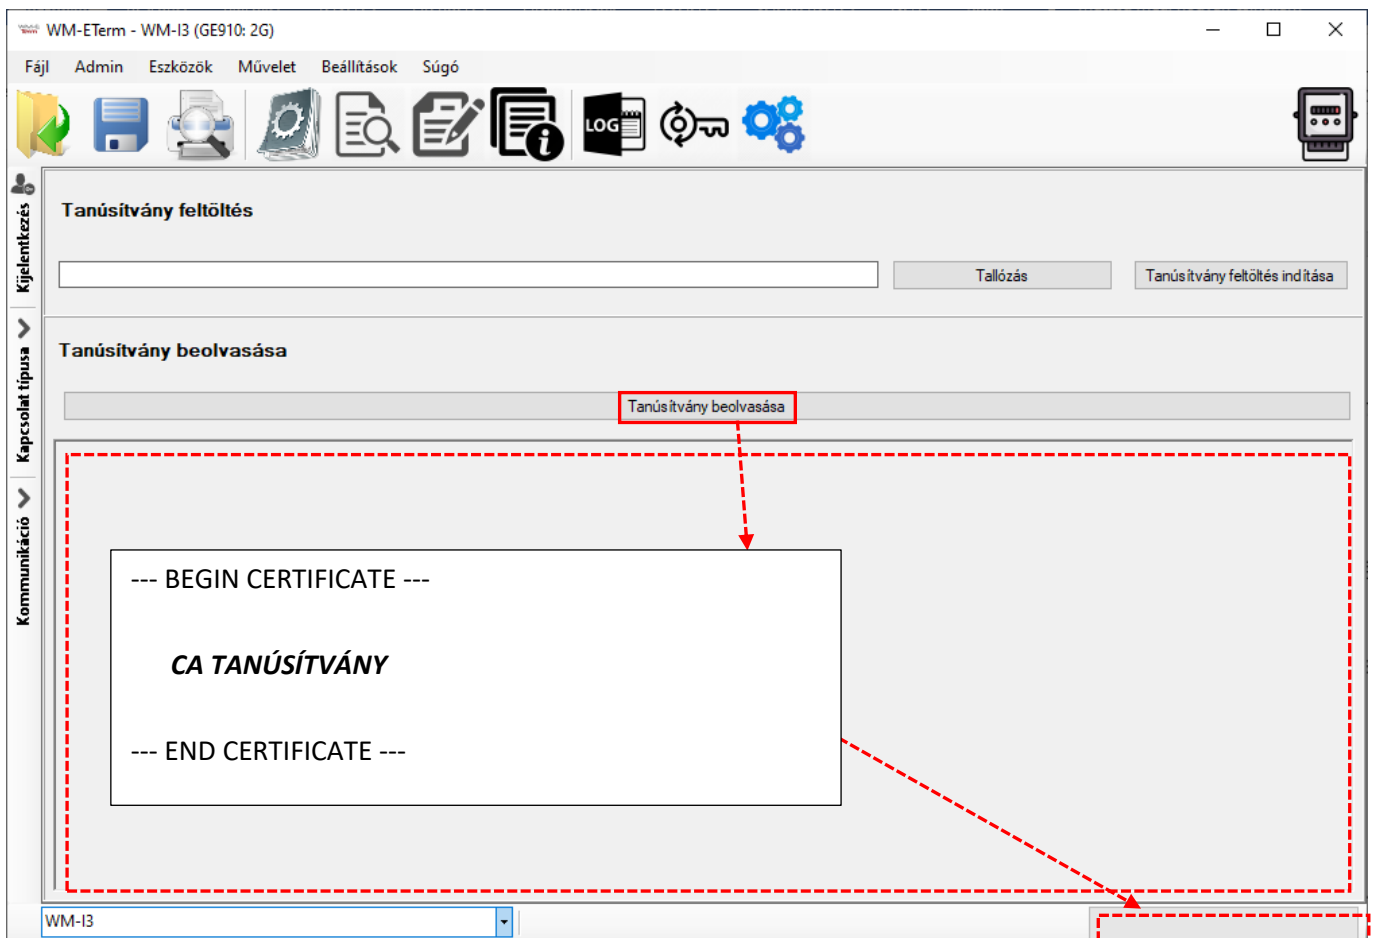 WM-ETerm - WM-I3 (GE910: 2G)
Fájl Admin Eszközök Művelet Beállítások Súgó
LOG
Kijelentkezés
Tanúsítvány feltöltés
Tallózás Tanúsítvány feltöltés indítása
Kapcsolat típusa
Tanúsítvány beolvasása
Tanúsítvány beolvasása
Kommunikáció
--- BEGIN CERTIFICATE ---
CA TANÚSÍTVÁNY
--- END CERTIFICATE ---
WM-I3